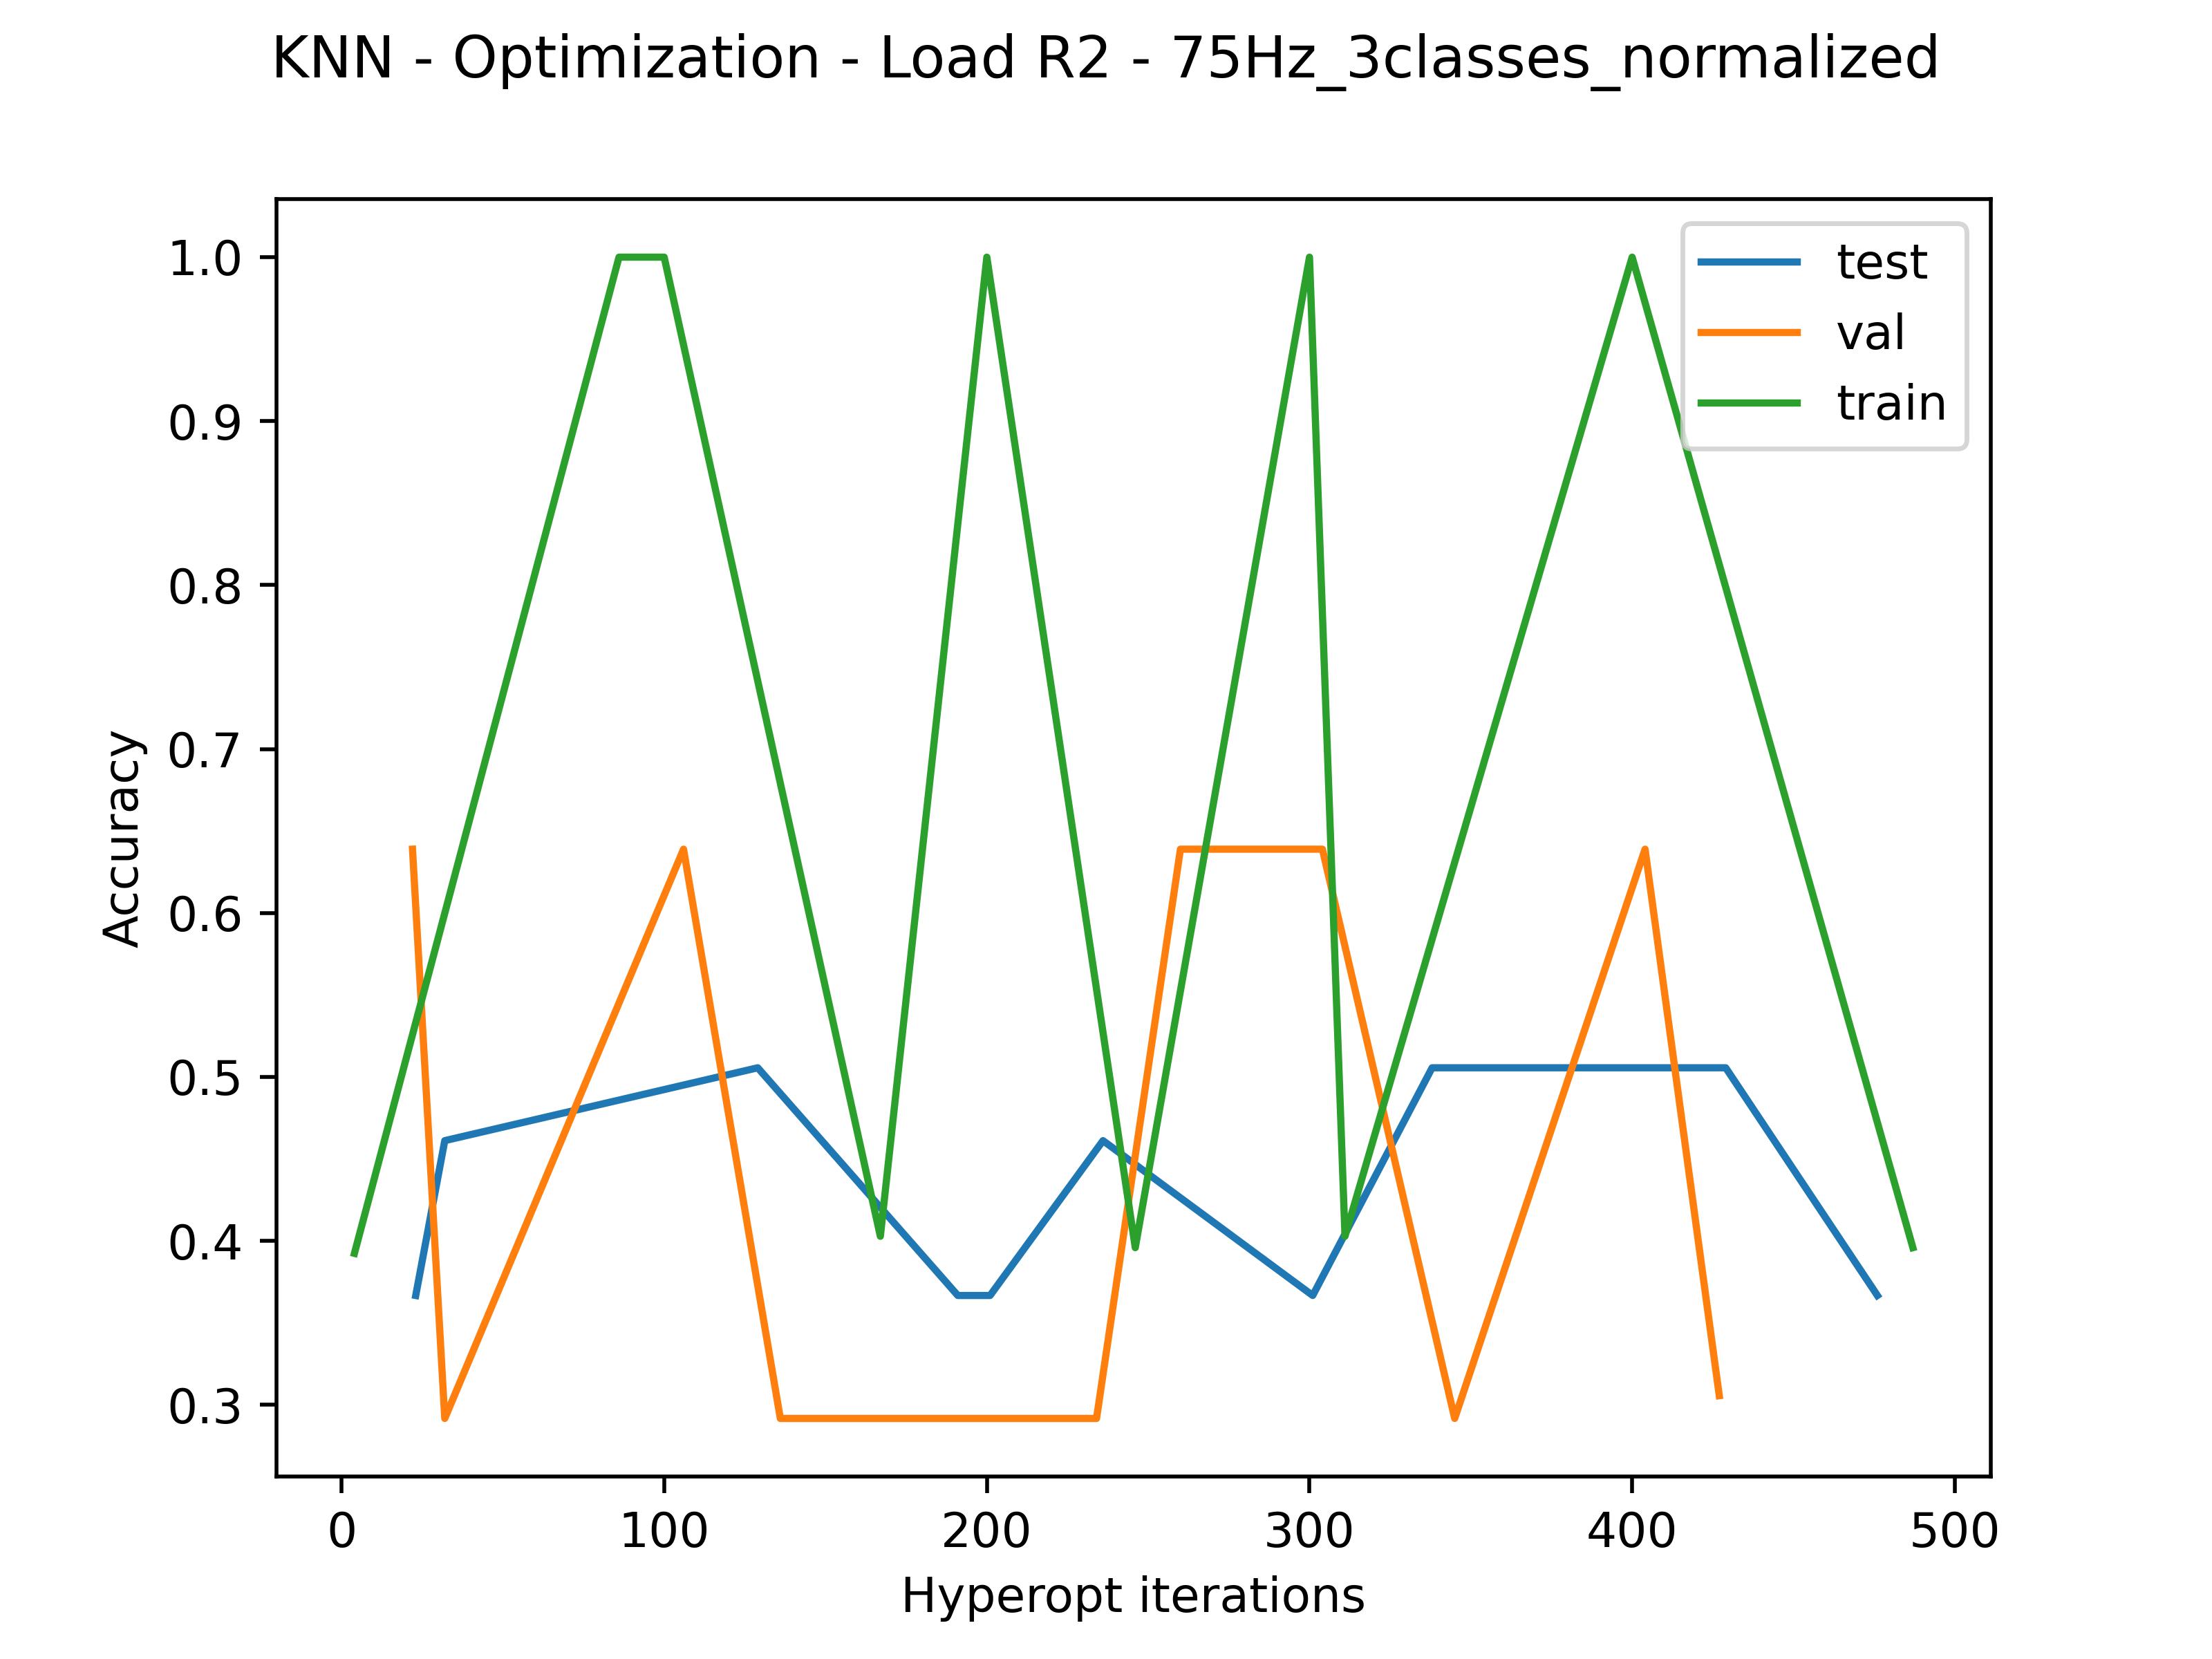 KNN - Optimization - Load R2 - 75Hz_3classes_normalized
test
val
train
1.0
0.9
0.8
0.7
0.6
0.5
0.4
0.3
Accuracy
0 100 200 300 400 500
Hyperopt iterations